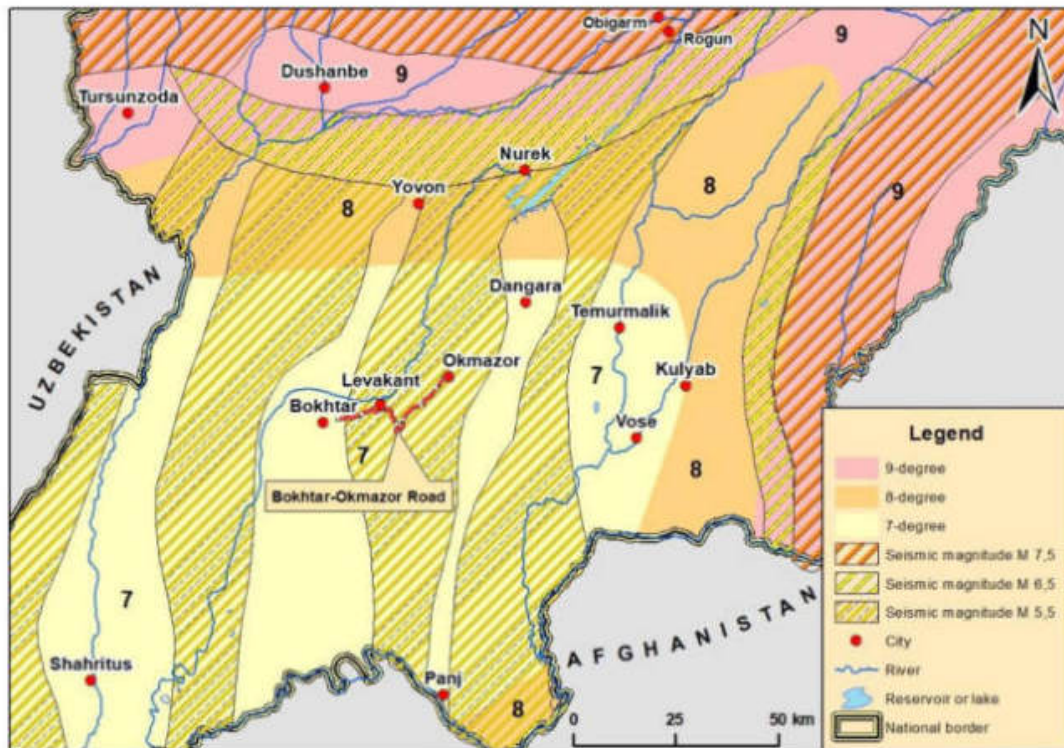 Obigarm
Rogun
9
N
Dushanbe
9
Tursunzoda
Nurek
Yovon
8
8
9
UZBEKISTAN
Dangara
Temurmalik
Okmazor
Levakant
7
Kulyab
Bokhtar
Vose
7
8
Bokhtar-Okmazor Road
7
AFGHANISTAN
Shahritus
Panj
8
0 25 50 km
Legend
9-degree
8-degree
7-degree
Seismic magnitude M 7,5
Seismic magnitude M 6,5
Seismic magnitude M 5,5
City
River
Reservoir or lake
National border